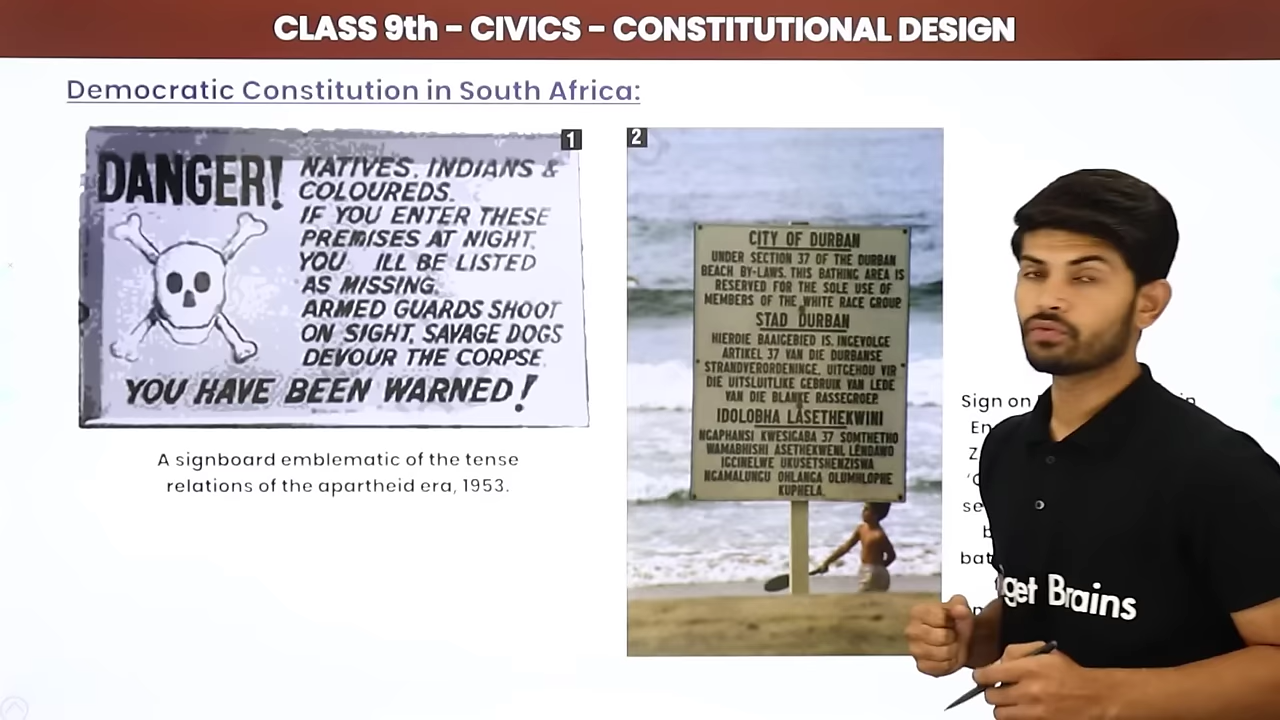 CLASS 9th - CIVICS - CONSTITUTIONAL DESIGN
Democratic Constitution in South Africa:
1
DANGER!
NATIVES, INDIANS &
COLOUREDS.
IF YOU ENTER THESE
PREMISES AT NIGHT,
YOU ILL BE LISTED
AS MISSING.
ARMED GUARDS SHOOT
ON SIGHT, SAVAGE DOGS
DEVOUR THE CORPSE.
YOU HAVE BEEN WARNED!
A signboard emblematic of the tense
relations of the apartheid era, 1953.
2
CITY OF DURBAN
UNDER SECTION 37 OF THE DURBAN
BEACH BY-LAWS. THIS BATHING AREA IS
RESERVED FOR THE SOLE USE OF
MEMBERS OF THE WHITE RACE GROUP.
STAD DURBAN
HIERDIE BAAIGEBIED IS, INGEVOLGE
ARTIKEL 37 VAN DIE DURBANSE
STRANDVERORDENINGE, UITGEHOU VIR
DIE UITSLUITLIKE GEBRUIK VAN LEDE
VAN DIE BLANKE RASSEGROEP.
IDOLOBHA LASETHEKWINI
NGAPHANSI KWESIGABA 37 SOMTHETHO
WAMABHISHI ASETHEKWENI, LENDAWO
IGCINELWE UKUSETSHENZISWA
NGAMALUNGU OHLANGA OLUMHLOPHE
KUPHELA.
Sign on
En
Z
se
b
bat
get Brains